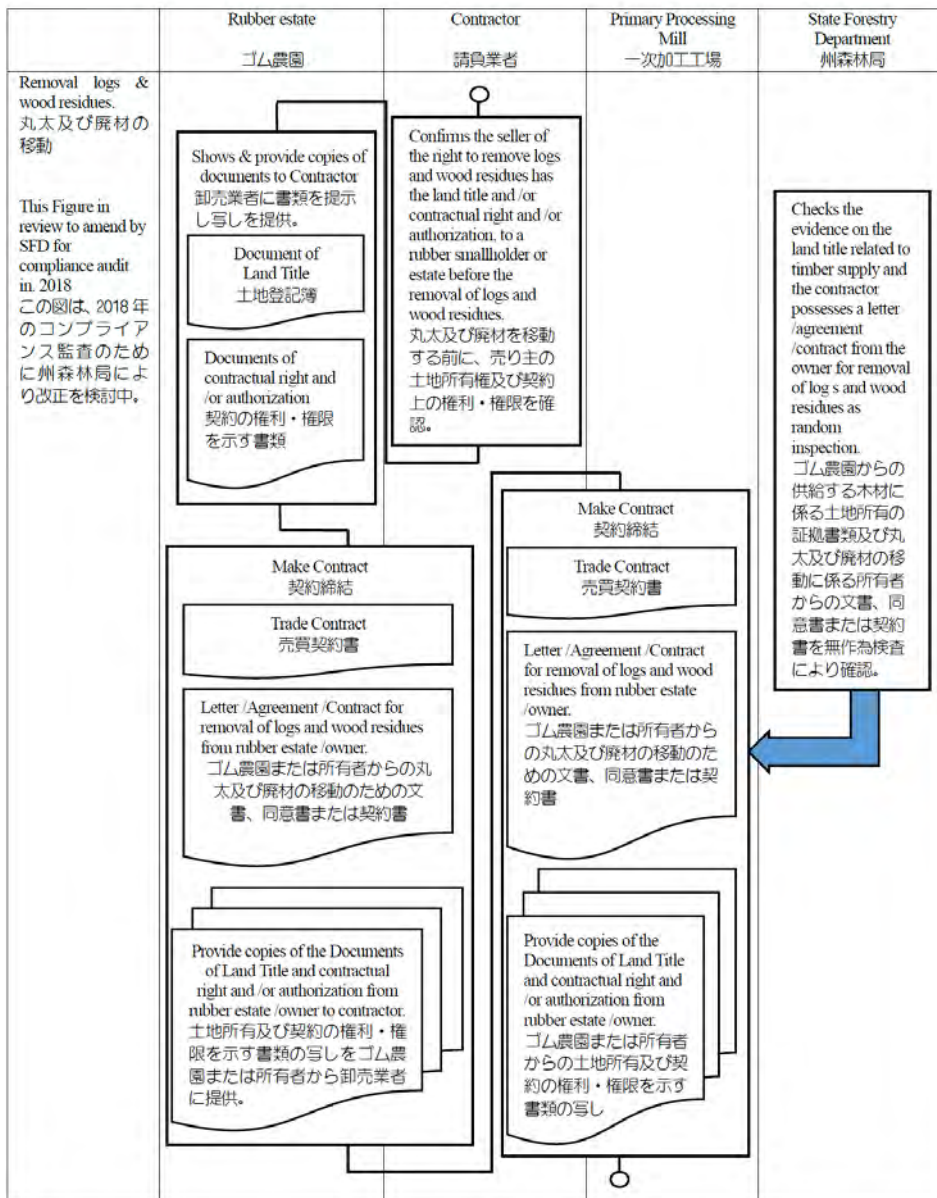 Rubber estate
ゴム農園
Contractor
請負業者
Primary Processing
Mill
一次加工工場
State Forestry
Department
州森林局
Removal logs &
wood residues.
丸太及び廃材の
移動
This Figure in
review to amend by
SFD for
compliance audit
in. 2018
この図は、2018 年
のコンプライア
ンス監査のため
に州森林局によ
り改正を検討中。
Shows & provide copies of
documents to Contractor
卸売業者に書類を提示
し写しを提供。
Document of
Land Title
土地登記簿
Documents of
contractual right and
/or authorization
契約の権利・権限
を示す書類
Confirms the seller of
the right to remove logs
and wood residues has
the land title and /or
contractual right and /or
authorization, to a
rubber smallholder or
estate before the
removal of logs and
wood residues.
丸太及び廃材を移動
する前に、売り主の
土地所有権及び契約
上の権利・権限を確
認。
Checks the
evidence on the
land title related to
timber supply and
the contractor
possesses a letter
/agreement
/contract from the
owner for removal
of log s and wood
residues as
random
inspection.
ゴム農園からの
供給する木材に
係る土地所有の
証拠書類及び丸
太及び廃材の移
動に係る所有者
からの文書、同
意書または契約
書を無作為検査
により確認。
Make Contract
契約締結
Trade Contract
売買契約書
Letter /Agreement /Contract for
removal of logs and wood residues
from rubber estate /owner.
ゴム農園または所有者からの丸
太及び廃材の移動のための文
書、同意書または契約書
Provide copies of the Documents
of Land Title and contractual
right and /or authorization from
rubber estate /owner to contractor.
土地所有及び契約の権利・権
限を示す書類の写しをゴム農
園または所有者から卸売業者
に提供。
Make Contract
契約締結
Trade Contract
売買契約書
Letter /Agreement /Contract
for removal of logs and wood
residues from rubber estate
/owner.
ゴム農園または所有者から
の丸太及び廃材の移動のた
めの文書、同意書または契
約書
Provide copies of the
Documents of Land Title
and contractual right and
/or authorization from
rubber estate /owner.
ゴム農園または所有者
からの土地所有及び契
約の権利・権限を示す
書類の写し